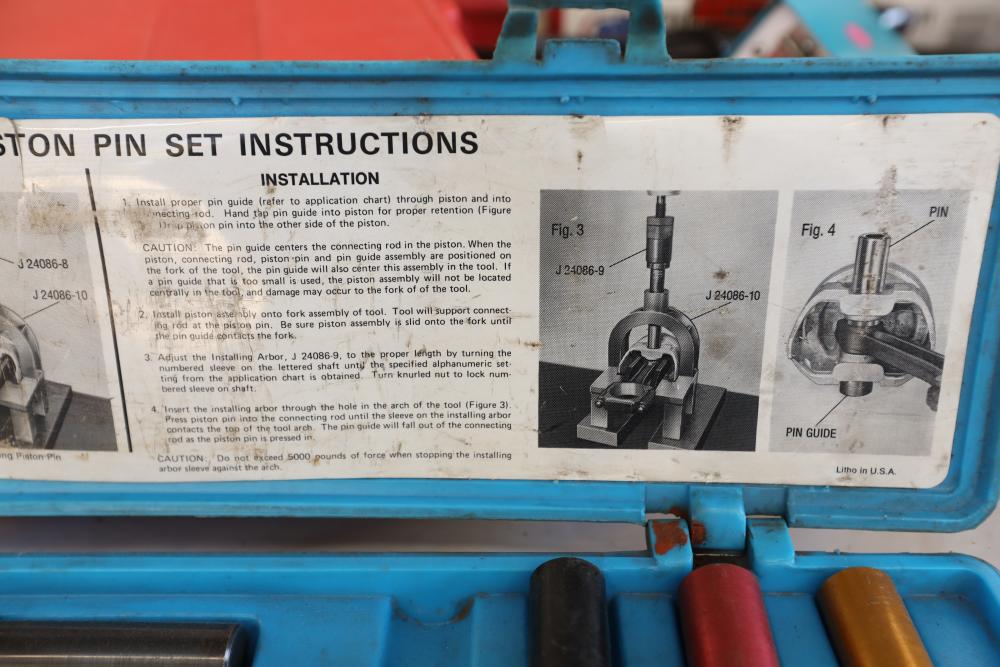 STON PIN SET INSTRUCTIONS
INSTALLATION
1. Install proper pin guide (refer to application chart) through piston and into
connecting rod. Hand tap pin guide into piston for proper retention (Figure
piston pin into the other side of the piston.
CAUTION: The pin guide centers the connecting rod in the piston. When the
piston, connecting rod, piston pin and pin guide assembly are positioned on
the fork of the tool, the pin guide will also center this assembly in the tool. If
a pin guide that is too small is used, the piston assembly will not be located
centrally in the tool, and damage may occur to the fork of of the tool.
2. Install piston assembly onto fork assembly of tool. Tool will support connect-
ing rod at the piston pin. Be sure piston assembly is slid onto the fork until
the pin guide contacts the fork.
3. Adjust the Installing Arbor, J 24086-9, to the proper length by turning the
numbered sleeve on the lettered shaft until the specified alphanumeric set-
ting from the application chart is obtained. Turn knurled nut to lock num-
bered sleeve on shaft.
4. Insert the installing arbor through the hole in the arch of the tool (Figure 3).
Press piston pin into the connecting rod until the sleeve on the installing arbor
contacts the top of the tool arch. The pin guide will fall out of the connecting
rod as the piston pin is pressed in.
CAUTION: Do not exceed 5000 pounds of force when stopping the installing
arbor sleeve against the arch.
J 24086-8
J 24086-10
ng Piston Pin
Fig. 3
J 24086-9
J 24086-10
Fig. 4
PIN
PIN GUIDE
Litho in U.S.A.